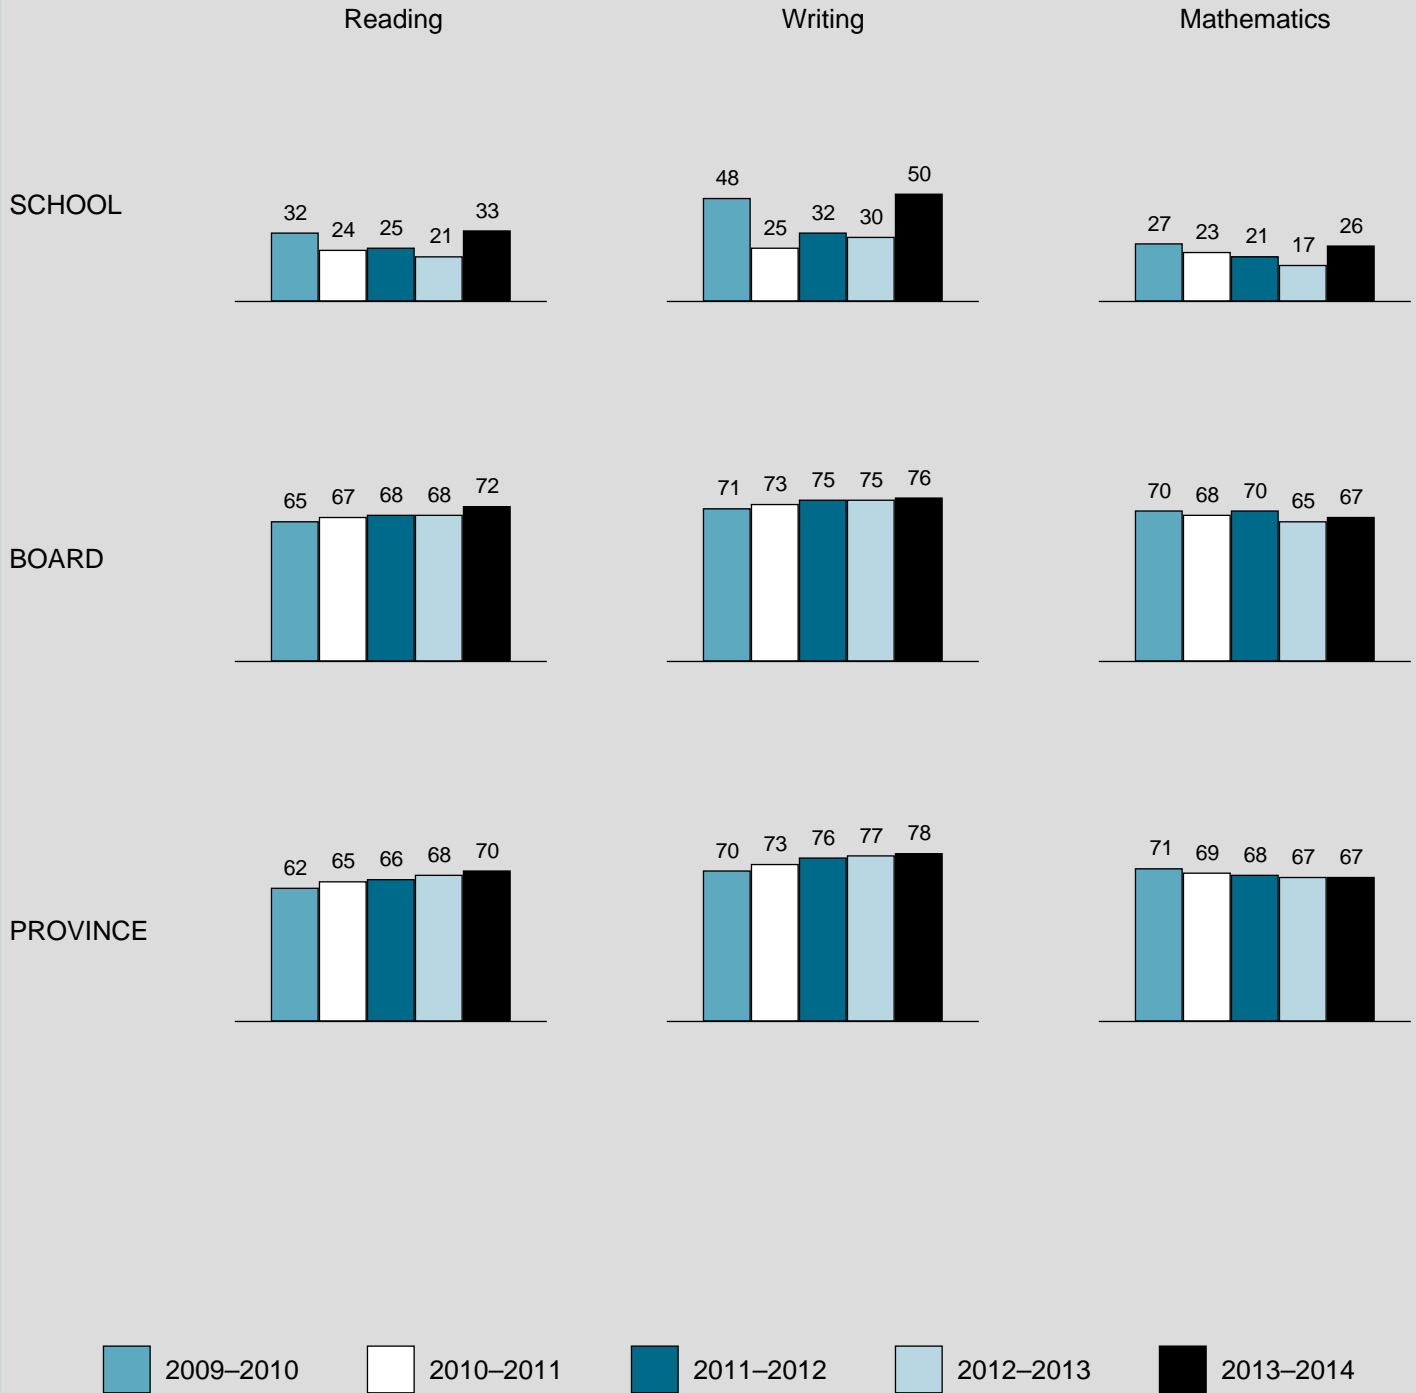 Reading Writing Mathematics
SCHOOL
32 24 25 21 33 48 25 32 30 50 27 23 21 17 26
BOARD
65 67 68 68 72 71 73 75 75 76 70 68 70 65 67
PROVINCE
62 65 66 68 70 70 73 76 77 78 71 69 68 67 67
2009–2010 2010–2011 2011–2012 2012–2013 2013–2014